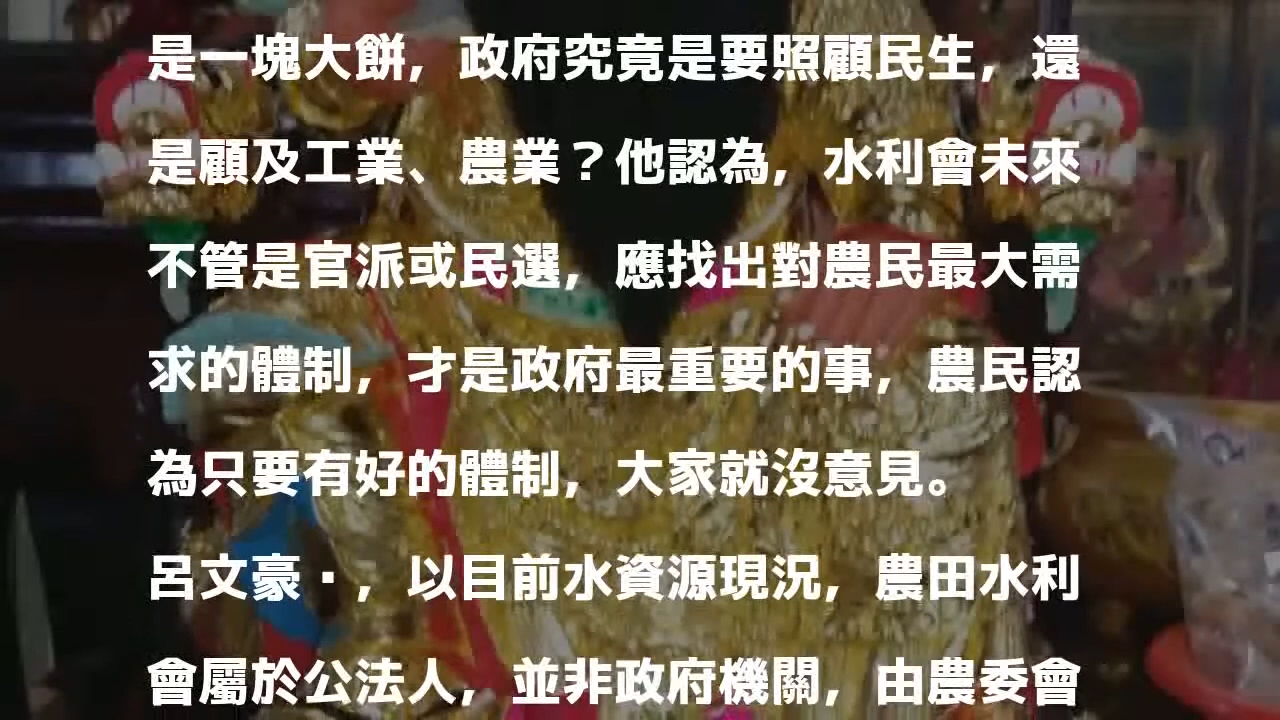 是一塊大餅，政府究竟是要照顧民生，還
是顧及工業、農業？他認為，水利會未來
不管是官派或民選，應找出對農民最大需
求的體制，才是政府最重要的事，農民認
為只要有好的體制，大家就沒意見。
呂文豪▪，以目前水資源現況，農田水利
會屬於公法人，並非政府機關，由農委會